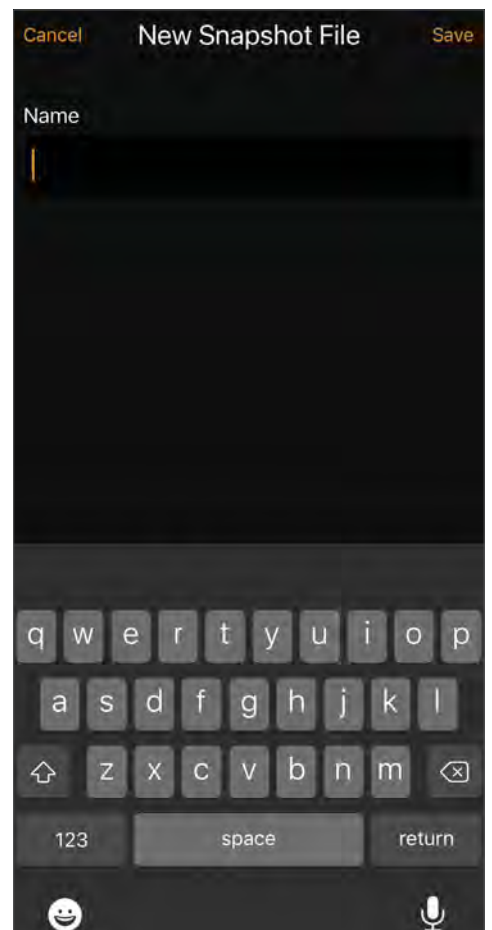 Cancel New Snapshot File Save
Name
q w e r t y u i o p
a s d f g h j k l
z x c v b n m
123 space return